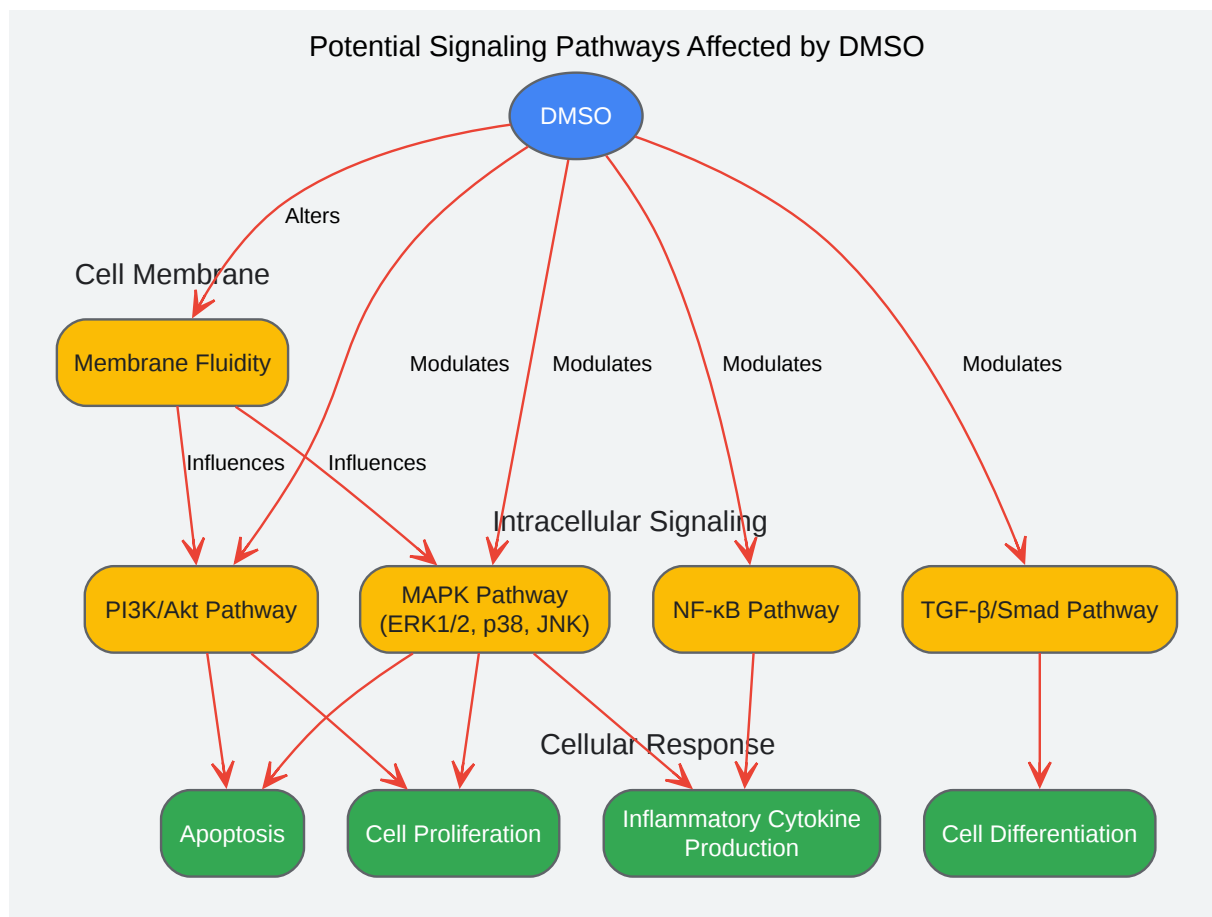 Potential Signaling Pathways Affected by DMSO
DMSO
Alters
Cell Membrane
Membrane Fluidity
Modulates
Modulates
Modulates
Modulates
Influences
Influences
Intracellular Signaling
PI3K/Akt Pathway
MAPK Pathway
(ERK1/2, p38, JNK)
NF-κB Pathway
TGF-β/Smad Pathway
Cellular Response
Apoptosis
Cell Proliferation
Inflammatory Cytokine
Production
Cell Differentiation